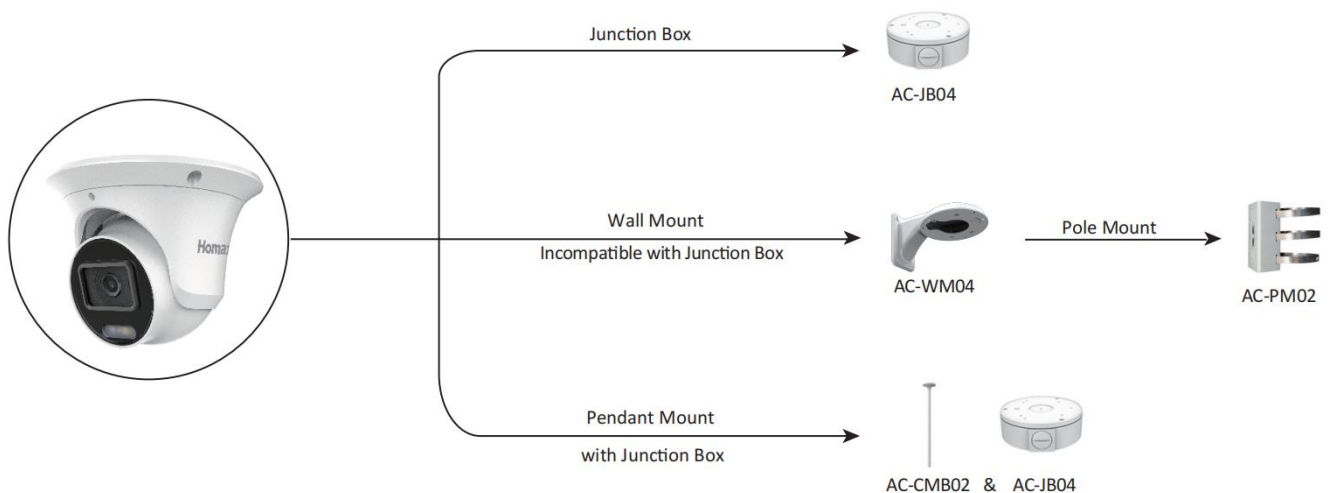 Junction Box
AC-JB04
Homa
Wall Mount
Incompatible with Junction Box
AC-WM04
Pole Mount
AC-PM02
Pendant Mount
with Junction Box
AC-CMB02 & AC-JB04